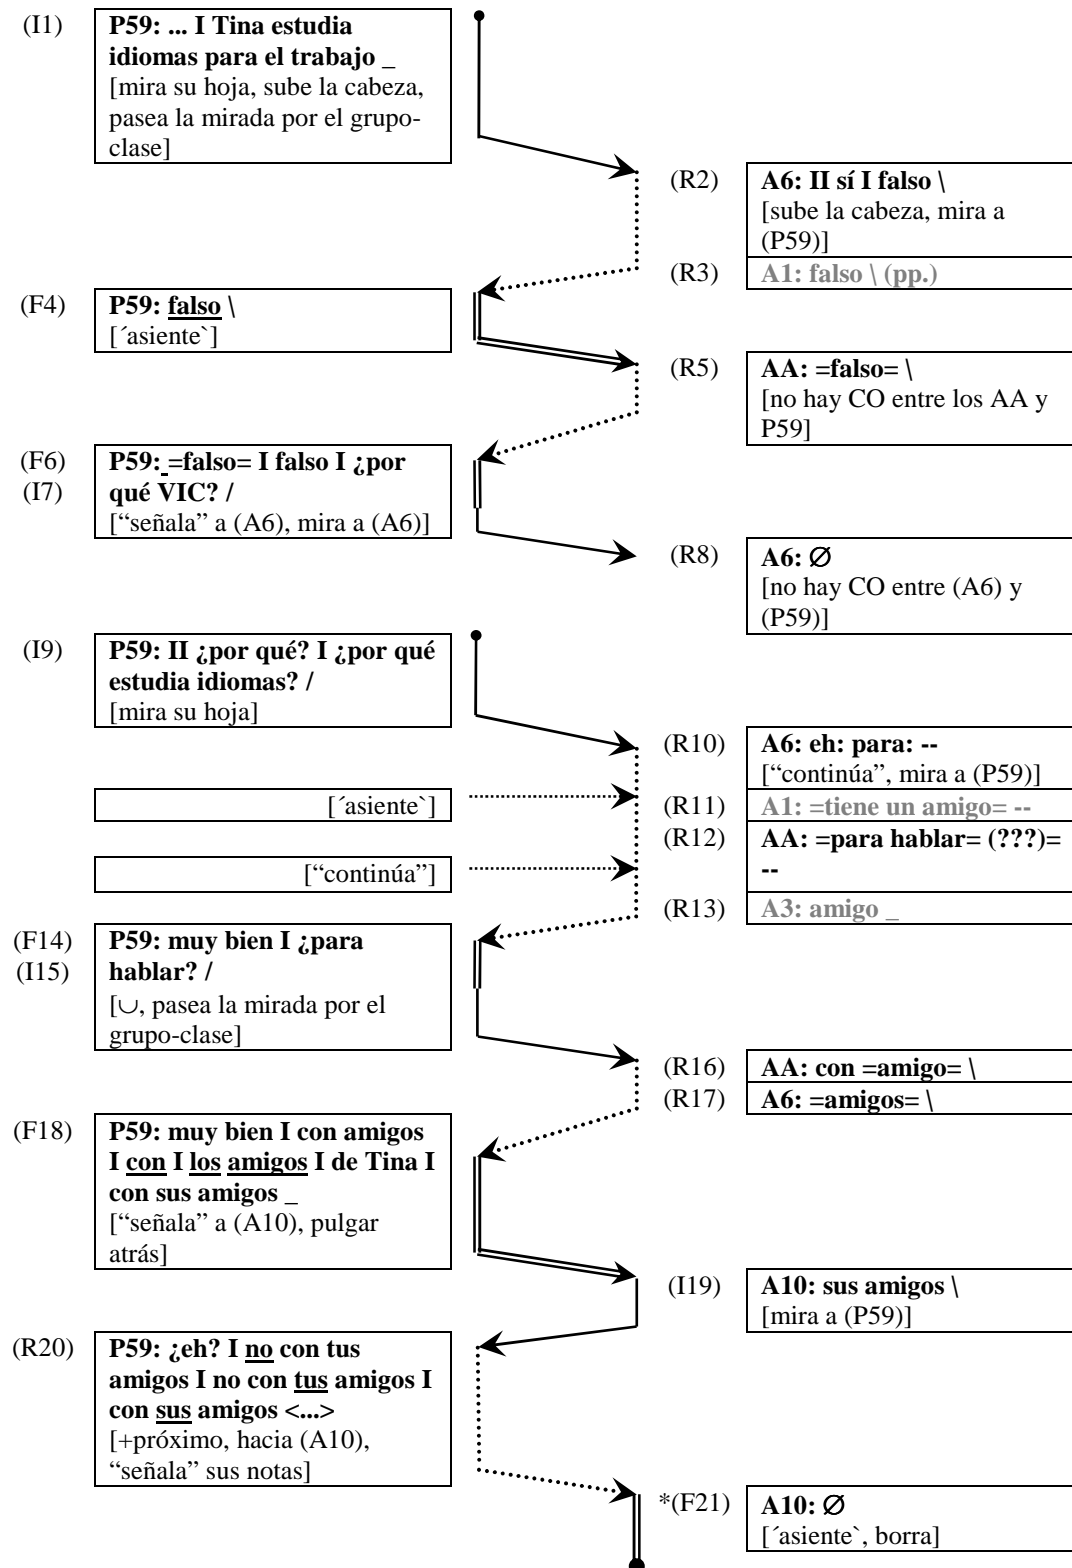 (I1) P59: ... I Tina estudia
idiomas para el trabajo _
[mira su hoja, sube la cabeza,
pasea la mirada por el grupo-
clase]
(R2) A6: II sí I falso \
[sube la cabeza, mira a
(P59)]
(R3) A1: falso \ (pp.)
(F4) P59: falso \
[´asiente`]
(R5) AA: =falso= \
[no hay CO entre los AA y
P59]
(F6) P59: =falso= I falso I ¿por
(I7) qué VIC? /
[“señala” a (A6), mira a (A6)]
(R8) A6: Ø
[no hay CO entre (A6) y
(P59)]
(I9) P59: II ¿por qué? I ¿por qué
estudia idiomas? /
[mira su hoja]
(R10) A6: eh: para: --
[“continúa”, mira a (P59)]
[´asiente`]
(R11) A1: =tiene un amigo= --
(R12) AA: =para hablar= (???)=
--
[“continúa”]
(R13) A3: amigo _
(F14) P59: muy bien I ¿para
(I15) hablar? /
[∪, pasea la mirada por el
grupo-clase]
(R16) AA: con =amigo= \
(R17) A6: =amigos= \
(F18) P59: muy bien I con amigos
I con I los amigos I de Tina I
con sus amigos _
[“señala” a (A10), pulgar
atrás]
(I19) A10: sus amigos \
[mira a (P59)]
(R20) P59: ¿eh? I no con tus
amigos I no con tus amigos I
con sus amigos <...>
[+próximo, hacia (A10),
“señala” sus notas]
*(F21) A10: Ø
[´asiente`, borra]